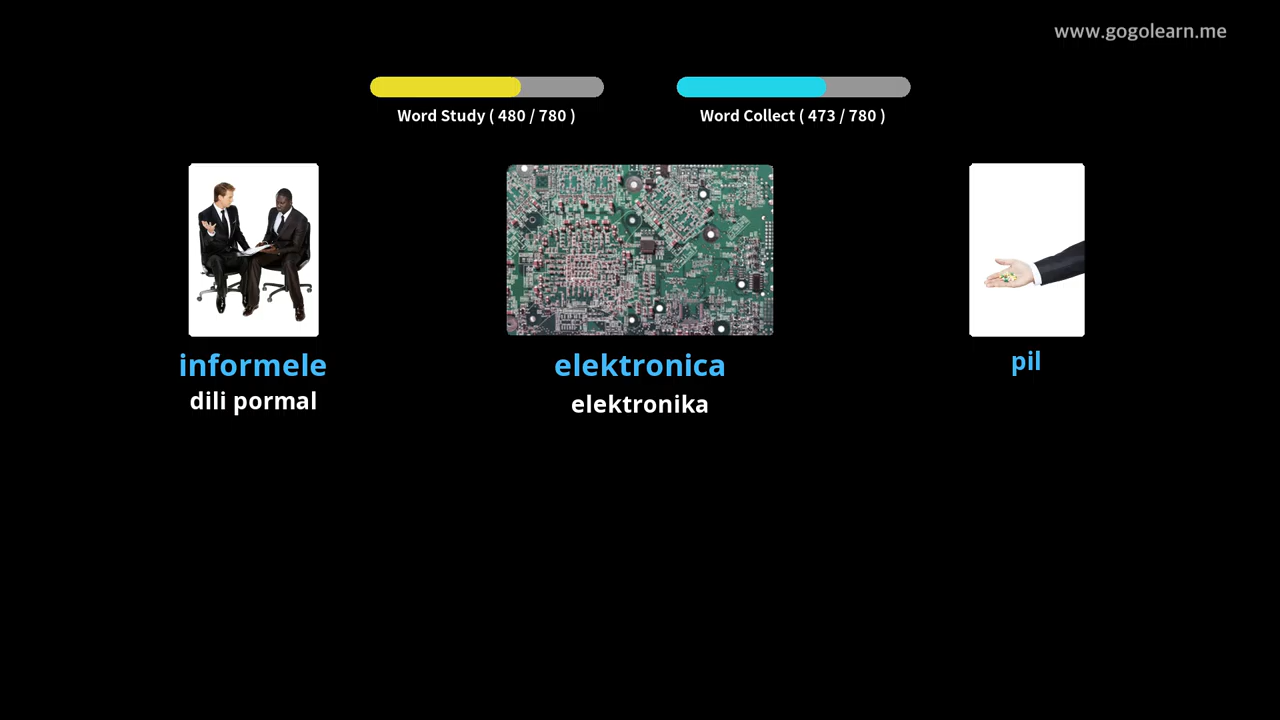 www.gogolearn.me
Word Study ( 480 / 780 )
Word Collect ( 473 / 780 )
informele
dili pormal
elektronica
elektronika
pil